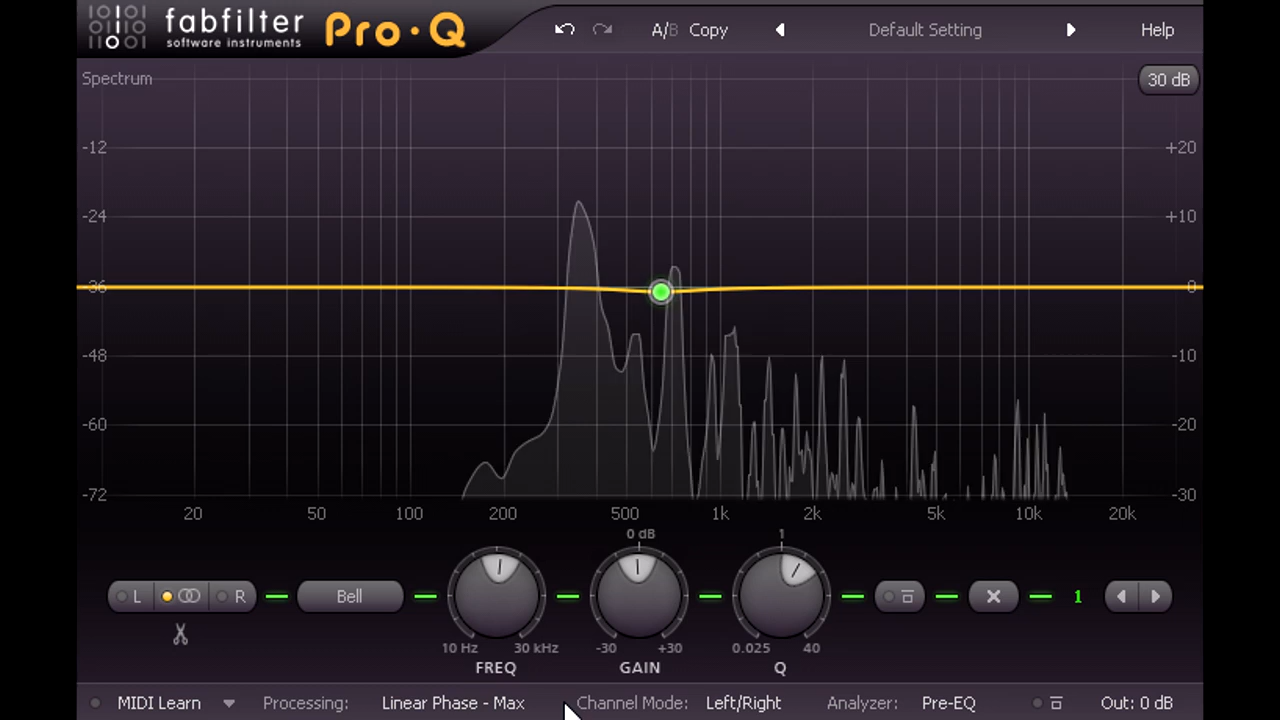 fabfilter
software instruments
Pro·Q
A/B Copy Default Setting Help
Spectrum 30 dB
-12 +20
-24 +10
-36 0
-48 -10
-60 -20
-72 -30
20 50 100 200 500 1k 2k 5k 10k 20k
0 dB 1
L R Bell 1
10 Hz 30 kHz -30 +30 0.025 40
FREQ GAIN Q
MIDI Learn Processing: Linear Phase - Max Channel Mode: Left/Right Analyzer: Pre-EQ Out: 0 dB